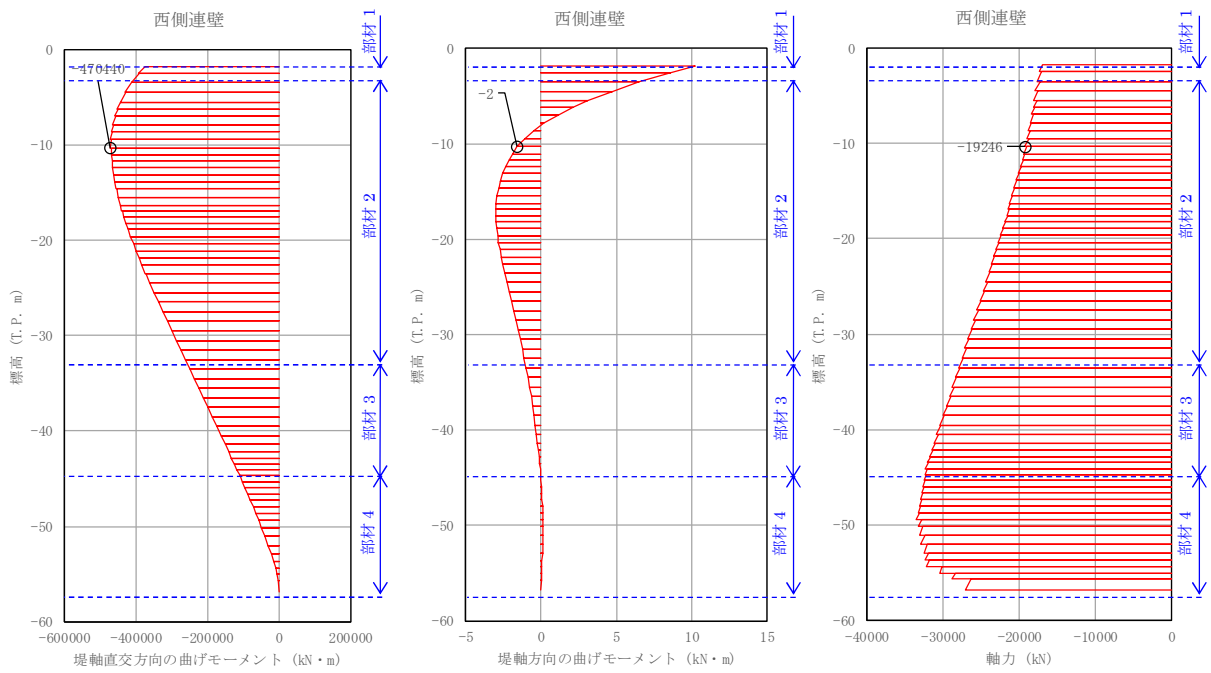 西側連壁
0
-10
-20
-30
-40
-50
-60
-600000
-400000
-200000
0
200000
標高 (T.P. m)
堤軸直交方向の曲げモーメント (kN・m)
-470440
部材 1
部材 2
部材 3
部材 4
西側連壁
0
-10
-20
-30
-40
-50
-60
-5
0
5
10
15
標高 (T.P. m)
堤軸方向の曲げモーメント (kN・m)
-2
部材 1
部材 2
部材 3
部材 4
西側連壁
0
-10
-20
-30
-40
-50
-60
-40000
-30000
-20000
-10000
0
標高 (T.P. m)
軸力 (kN)
-19246
部材 1
部材 2
部材 3
部材 4